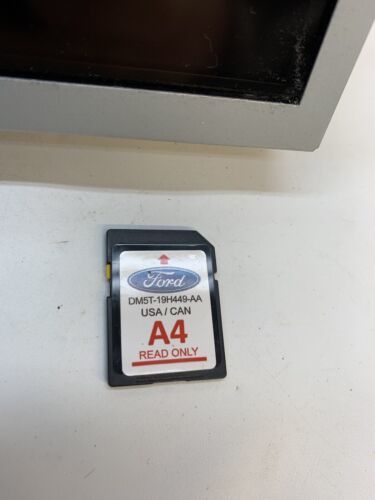 Ford
DM5T-19H449-AA
USA / CAN
A4
READ ONLY